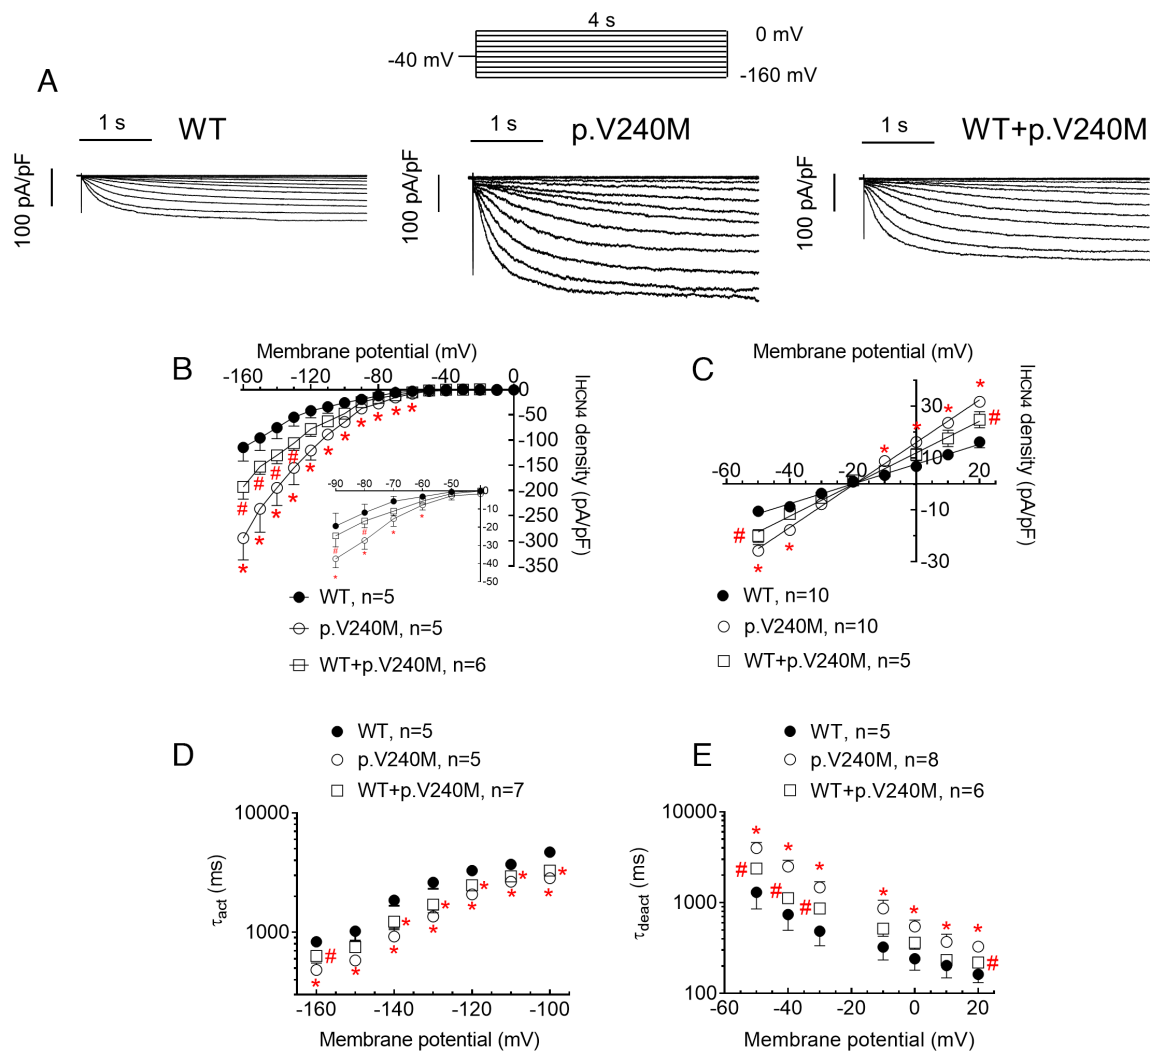 4 s
0 mV
-40 mV
-160 mV
A
1 s
WT
100 pA/pF
1 s
p.V240M
100 pA/pF
1 s
WT+p.V240M
100 pA/pF
B
Membrane potential (mV)
-160 -120 -80 -40 0
0
-50
-100
-150
-200
-250
-300
-350
IHCN4 density (pA/pF)
* * * * * * * * * * *
# # # #
-90 -80 -70 -60 -50
0
-10
-20
-30
-40
-50
# #
* * * *
WT, n=5
p.V240M, n=5
WT+p.V240M, n=6
C
Membrane potential (mV)
-60 -40 -20 20
30
10
-10
-30
IHCN4 density (pA/pF)
* * * *
#
#
* *
WT, n=10
p.V240M, n=10
WT+p.V240M, n=5
D
WT, n=5
p.V240M, n=5
WT+p.V240M, n=7
10000
1000
τact (ms)
#
* * * *
* * * * * * *
-160 -140 -120 -100
Membrane potential (mV)
E
WT, n=5
p.V240M, n=8
WT+p.V240M, n=6
10000
1000
100
τdeact (ms)
* * * * * * *
# # # #
-60 -40 -20 0 20
Membrane potential (mV)